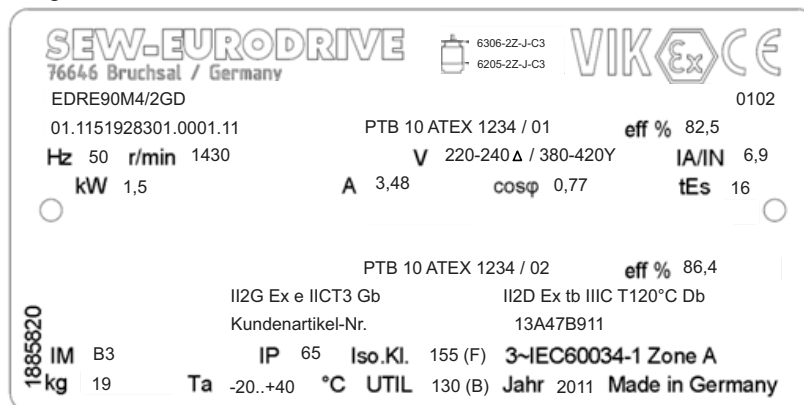 SEW-EURODRIVE
76646 Bruchsal / Germany
6306-2Z-J-C3
6205-2Z-J-C3
VIK Ex CE
EDRE90M4/2GD 0102
01.1151928301.0001.11 PTB 10 ATEX 1234 / 01 eff % 82,5
Hz 50 r/min 1430 V 220-240 Δ / 380-420Y IA/IN 6,9
kW 1,5 A 3,48 cosφ 0,77 tEs 16
PTB 10 ATEX 1234 / 02 eff % 86,4
II2G Ex e IICT3 Gb II2D Ex tb IIIC T120°C Db
Kundenartikel-Nr. 13A47B911
IM B3 IP 65 Iso.Kl. 155 (F) 3~IEC60034-1 Zone A
kg 19 Ta -20..+40 °C UTIL 130 (B) Jahr 2011 Made in Germany
1885820